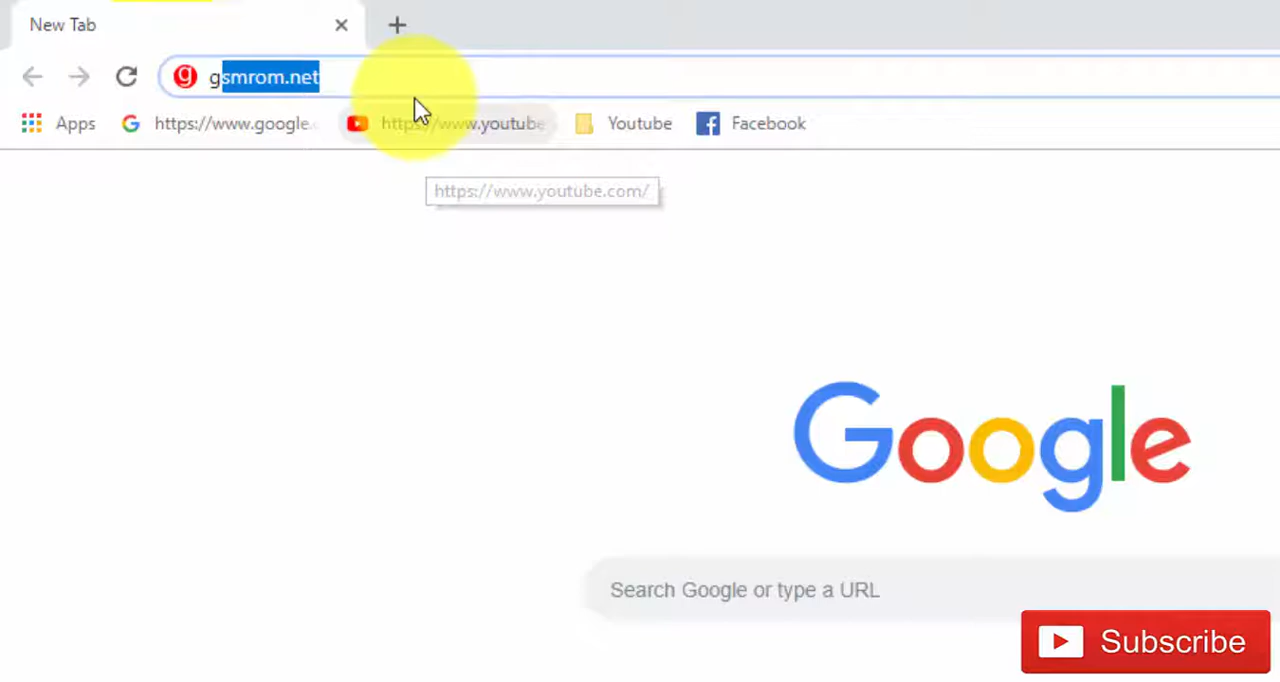 New Tab
gsmrom.net
Apps
https://www.google.c
https://www.youtube
Youtube
Facebook
https://www.youtube.com/
Google
Search Google or type a URL
Subscribe